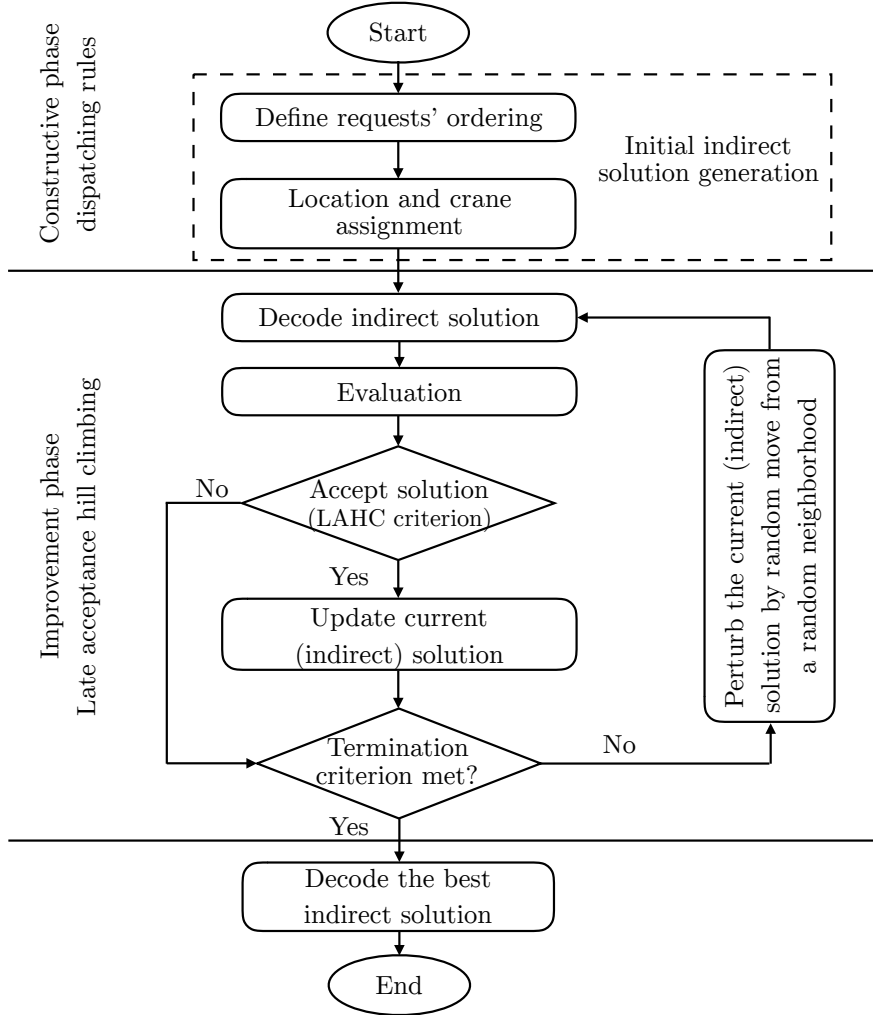 Start
Constructive phase
dispatching rules
Define requests’ ordering
Initial indirect
solution generation
Location and crane
assignment
Improvement phase
Late acceptance hill climbing
Decode indirect solution
Evaluation
Accept solution
(LAHC criterion)
No
Yes
Update current
(indirect) solution
Perturb the current (indirect)
solution by random move from
a random neighborhood
Termination
criterion met?
No
Yes
Decode the best
indirect solution
End